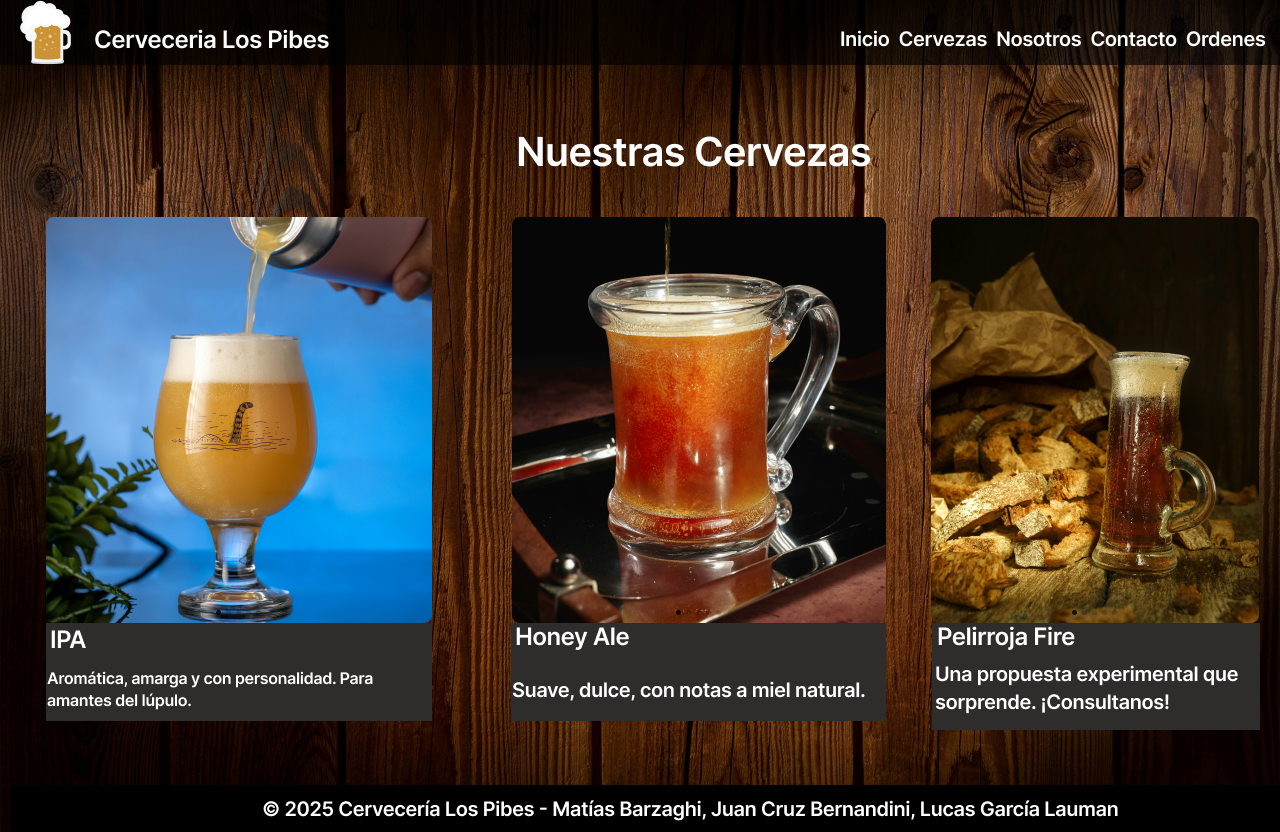 Cerveceria Los Pibes
Inicio Cervezas Nosotros Contacto Ordenes
Nuestras Cervezas
IPA
Aromática, amarga y con personalidad. Para
amantes del lúpulo.
Honey Ale
Suave, dulce, con notas a miel natural.
Pelirroja Fire
Una propuesta experimental que
sorprende. ¡Consultanos!
© 2025 Cervecería Los Pibes - Matías Barzaghi, Juan Cruz Bernandini, Lucas García Lauman